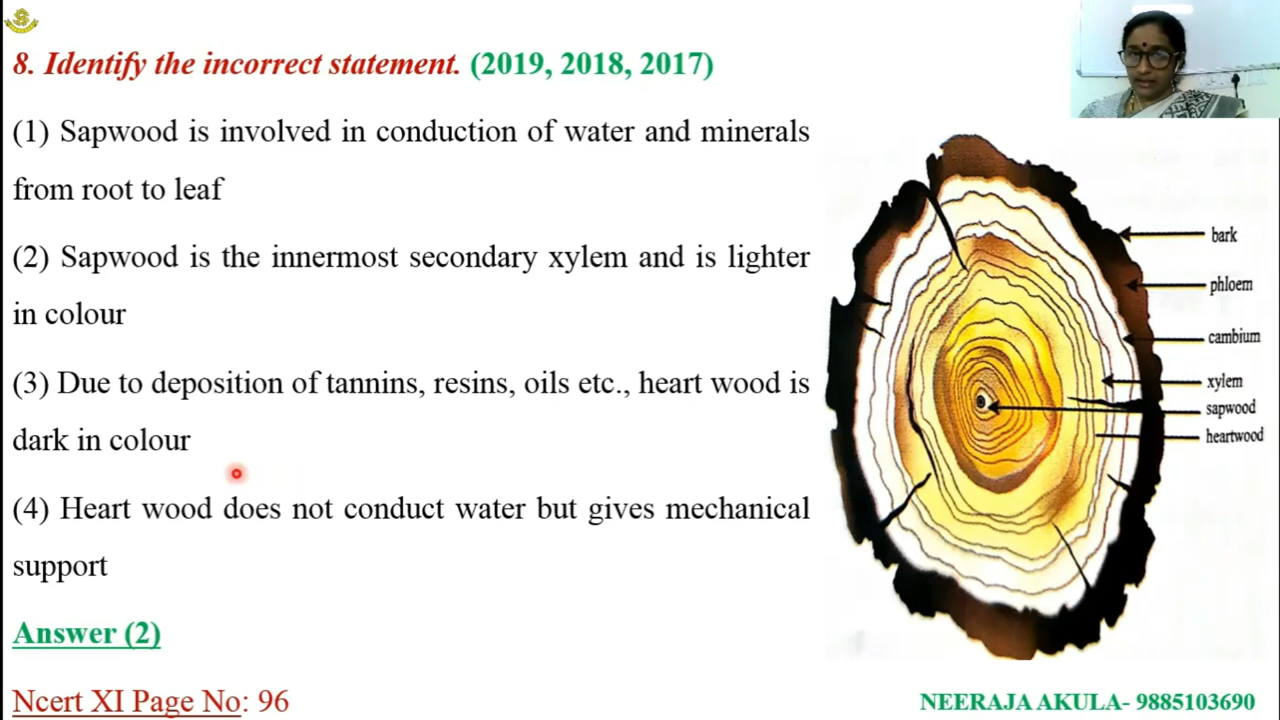 8. Identify the incorrect statement. (2019, 2018, 2017)
(1) Sapwood is involved in conduction of water and minerals
from root to leaf
(2) Sapwood is the innermost secondary xylem and is lighter
in colour
(3) Due to deposition of tannins, resins, oils etc., heart wood is
dark in colour
(4) Heart wood does not conduct water but gives mechanical
support
Answer (2)
Ncert XI Page No: 96
bark
phloem
cambium
xylem
sapwood
heartwood
NEERAJA AKULA- 9885103690